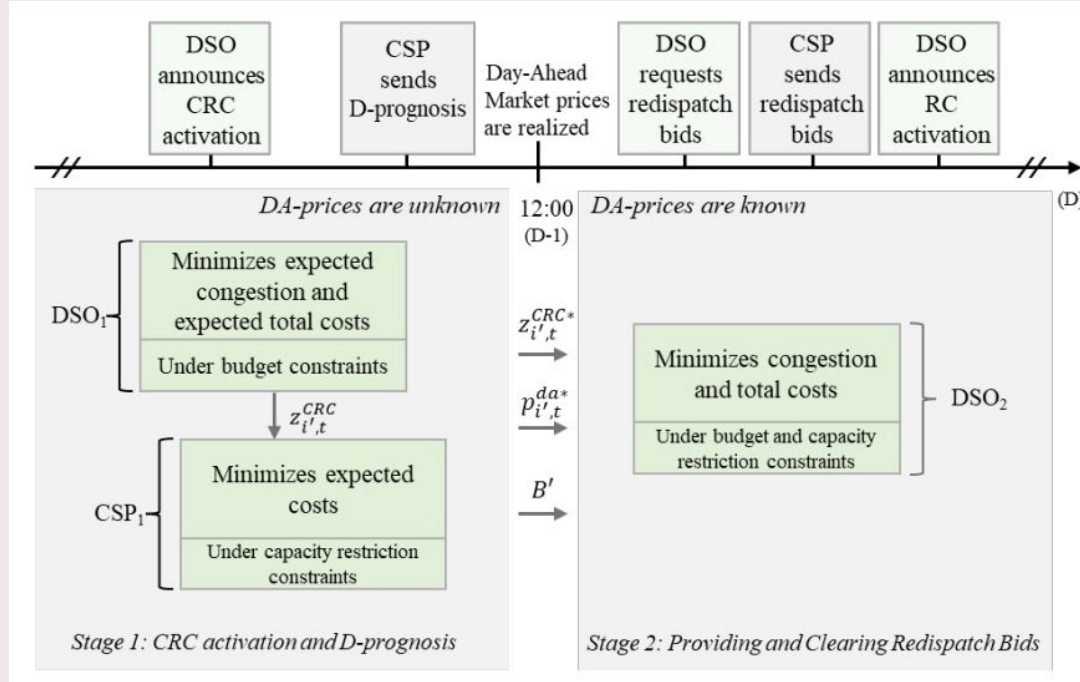 DSO
announces
CRC
activation
CSP
sends
D-prognosis
Day-Ahead
Market prices
are realized
DSO
requests
redispatch
bids
CSP
sends
redispatch
bids
DSO
announces
RC
activation
DA-prices are unknown
12:00
(D-1)
DA-prices are known
(D)
DSO₁
Minimizes expected
congestion and
expected total costs
Under budget constraints
z_{i',t}^{CRC}
CSP₁
Minimizes expected
costs
Under capacity restriction
constraints
Stage 1: CRC activation and D-prognosis
z_{i',t}^{CRC*}
p_{i',t}^{da*}
B'
Minimizes congestion
and total costs
Under budget and capacity
restriction constraints
DSO₂
Stage 2: Providing and Clearing Redispatch Bids